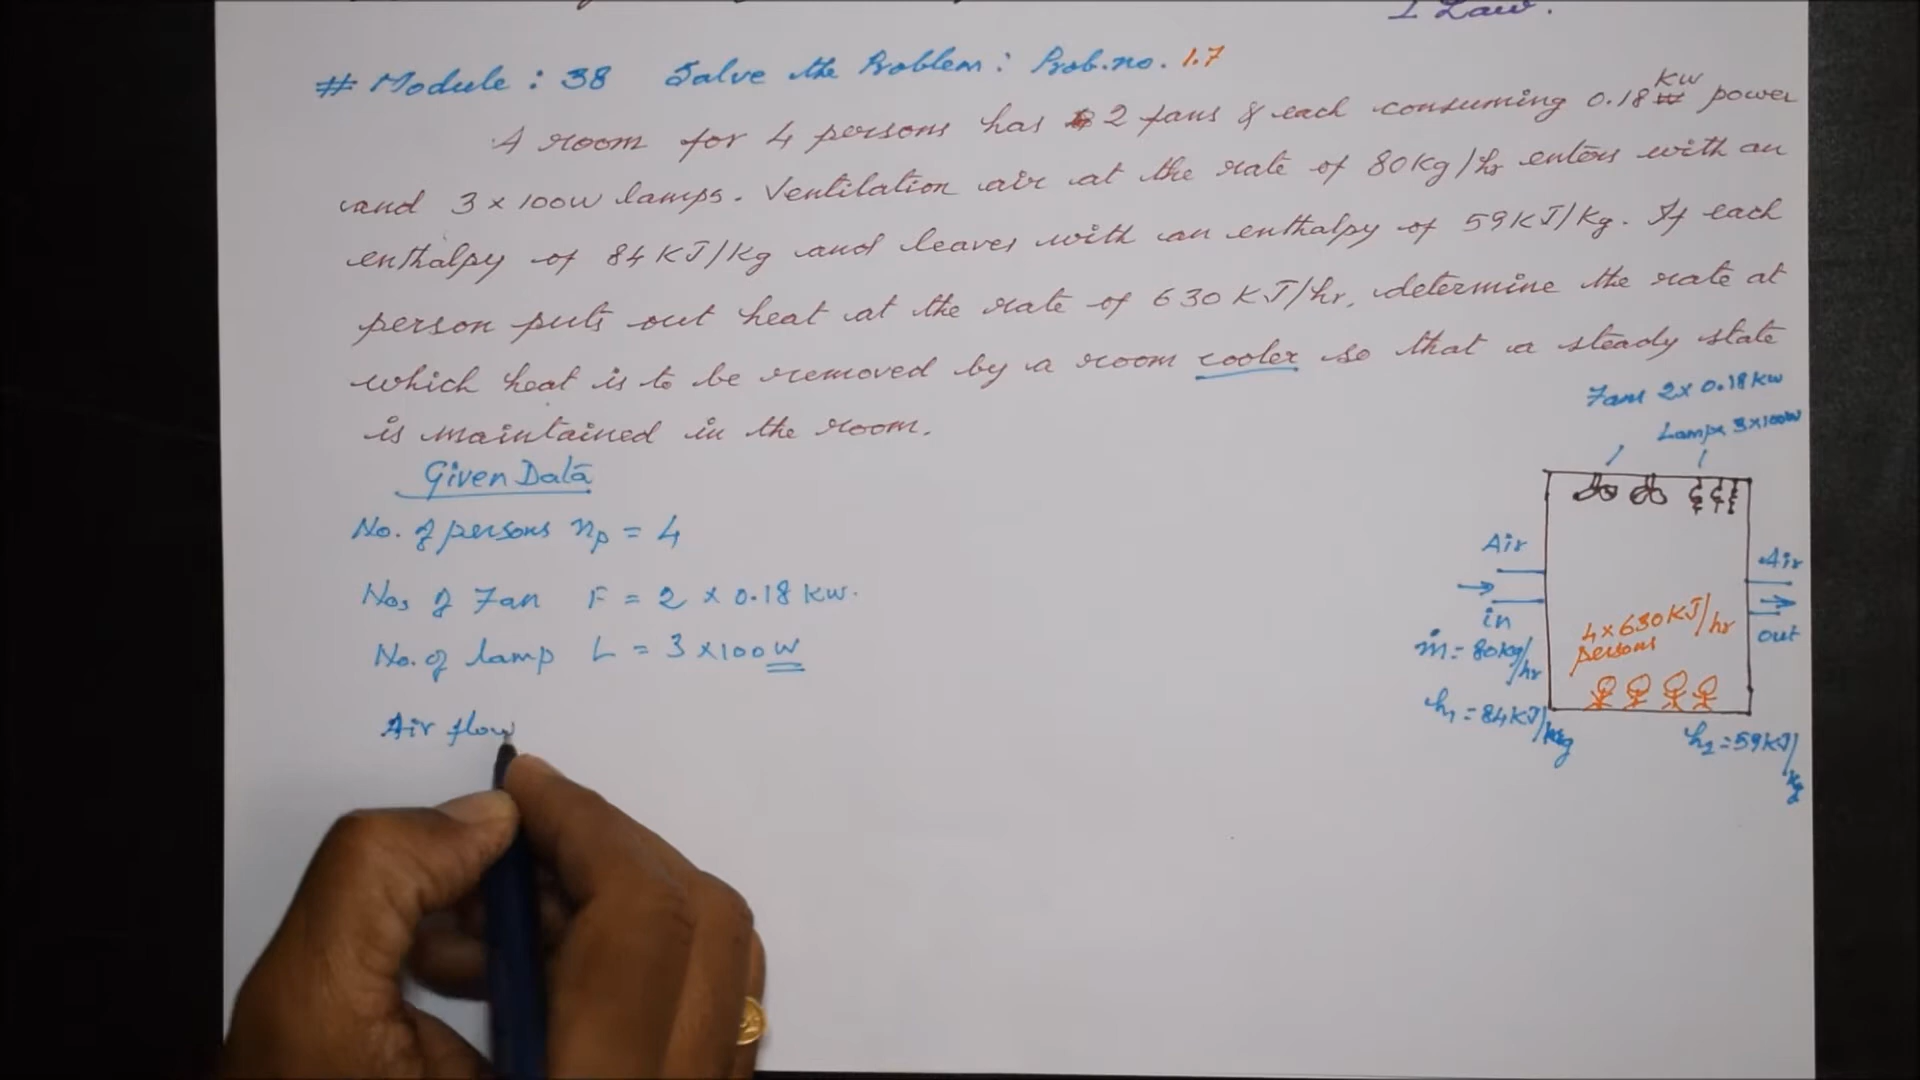 I Law.
# Module : 38 Solve the Problem : Prob. no. 1.7
A room for 4 persons has 2 fans & each consuming 0.18 KW power
and 3 x 100W lamps. Ventilation air at the rate of 80Kg/hr enters with an
enthalpy of 84 KJ/Kg and leaves with an enthalpy of 59KJ/Kg. If each
person puts out heat at the rate of 630 KJ/hr, determine the rate at
which heat is to be removed by a room cooler so that a steady state
is maintained in the room.
Fans 2x 0.18 KW
Lamps 3x100W
Given Data
No. of persons np = 4
Nos of Fan F = 2 x 0.18 KW.
No. of lamp L = 3 x100 W
Air flow
Air
in
ṁ = 80Kg/hr
h1 = 84KJ/kg
4x630KJ/hr
persons
Air
out
h2 = 59KJ/kg